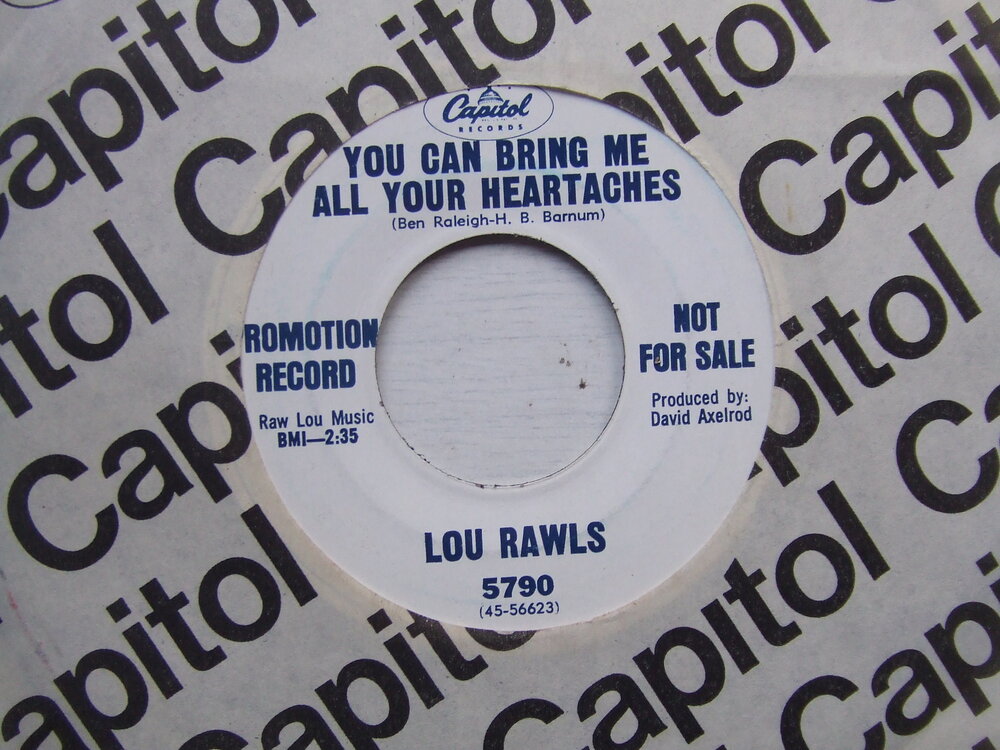 Capitol
RECORDS
YOU CAN BRING ME
ALL YOUR HEARTACHES
(Ben Raleigh-H. B. Barnum)
ROMOTION
RECORD
Raw Lou Music
BMI—2:35
NOT
FOR SALE
Produced by:
David Axelrod
LOU RAWLS
5790
(45-56623)
Capitol
Capitol
Capitol
Capitol
Capitol
Capitol
Capitol
Capitol